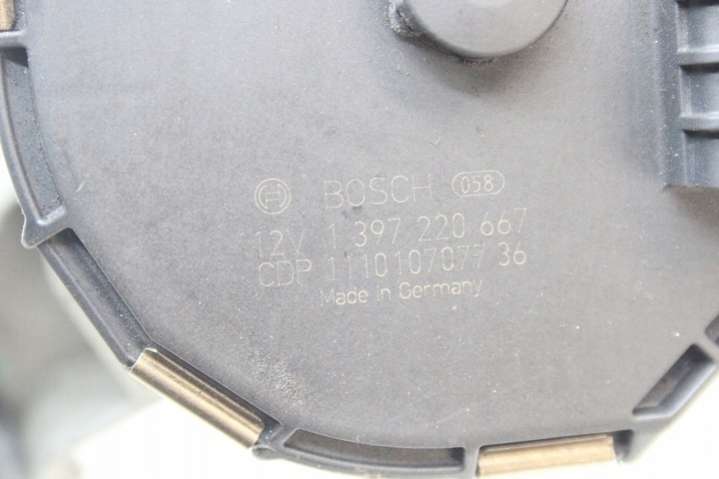 BOSCH 058
12V 1 397 220 667
CDP 1110107077 36
Made in Germany